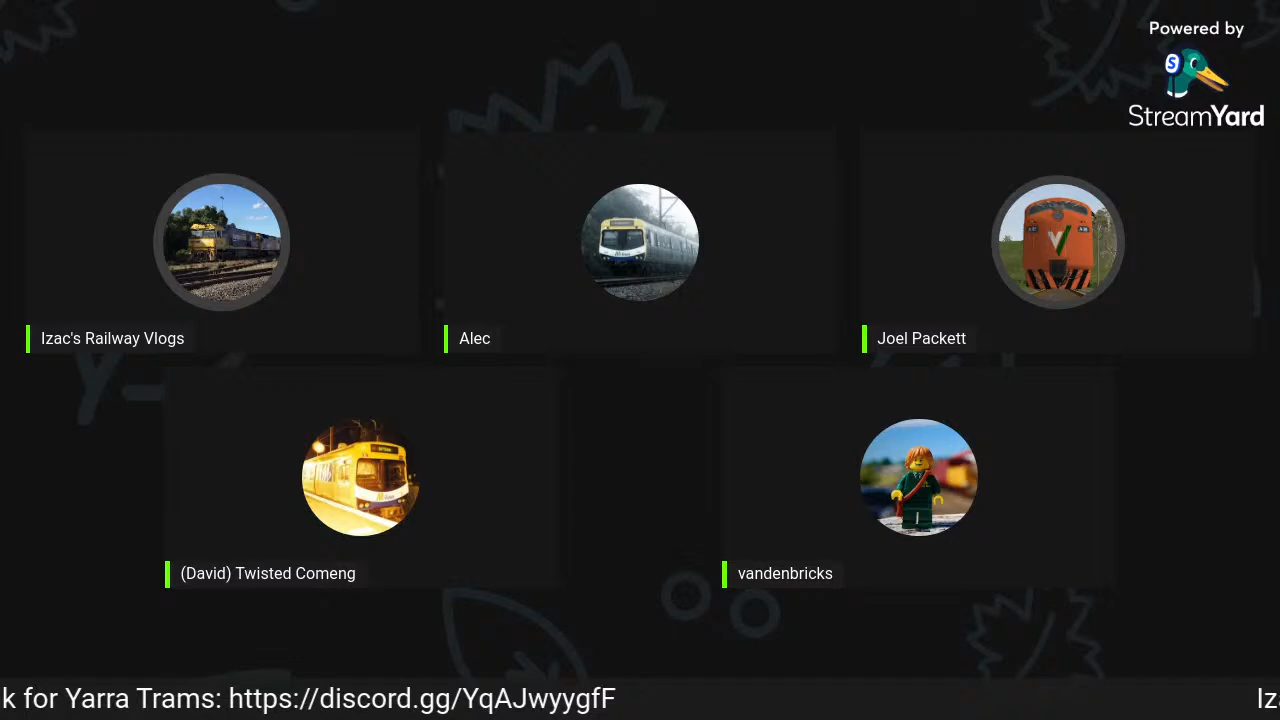 Powered by
StreamYard
Izac's Railway Vlogs
Alec
Joel Packett
(David) Twisted Comeng
vandenbricks
k for Yarra Trams: https://discord.gg/YqAJwyygfF
Iz